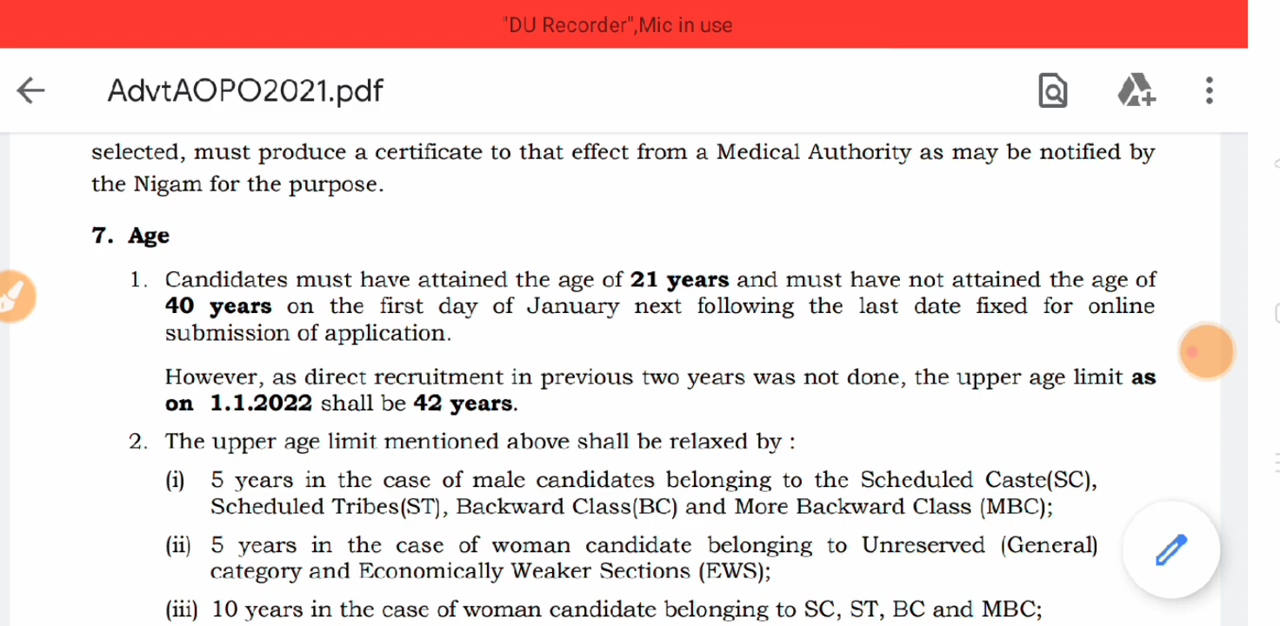 "DU Recorder",Mic in use
AdvtAOPO2021.pdf
selected, must produce a certificate to that effect from a Medical Authority as may be notified by
the Nigam for the purpose.
7. Age
1. Candidates must have attained the age of 21 years and must have not attained the age of
40 years on the first day of January next following the last date fixed for online
submission of application.
However, as direct recruitment in previous two years was not done, the upper age limit as
on 1.1.2022 shall be 42 years.
2. The upper age limit mentioned above shall be relaxed by :
(i) 5 years in the case of male candidates belonging to the Scheduled Caste(SC),
Scheduled Tribes(ST), Backward Class(BC) and More Backward Class (MBC);
(ii) 5 years in the case of woman candidate belonging to Unreserved (General)
category and Economically Weaker Sections (EWS);
(iii) 10 years in the case of woman candidate belonging to SC, ST, BC and MBC;